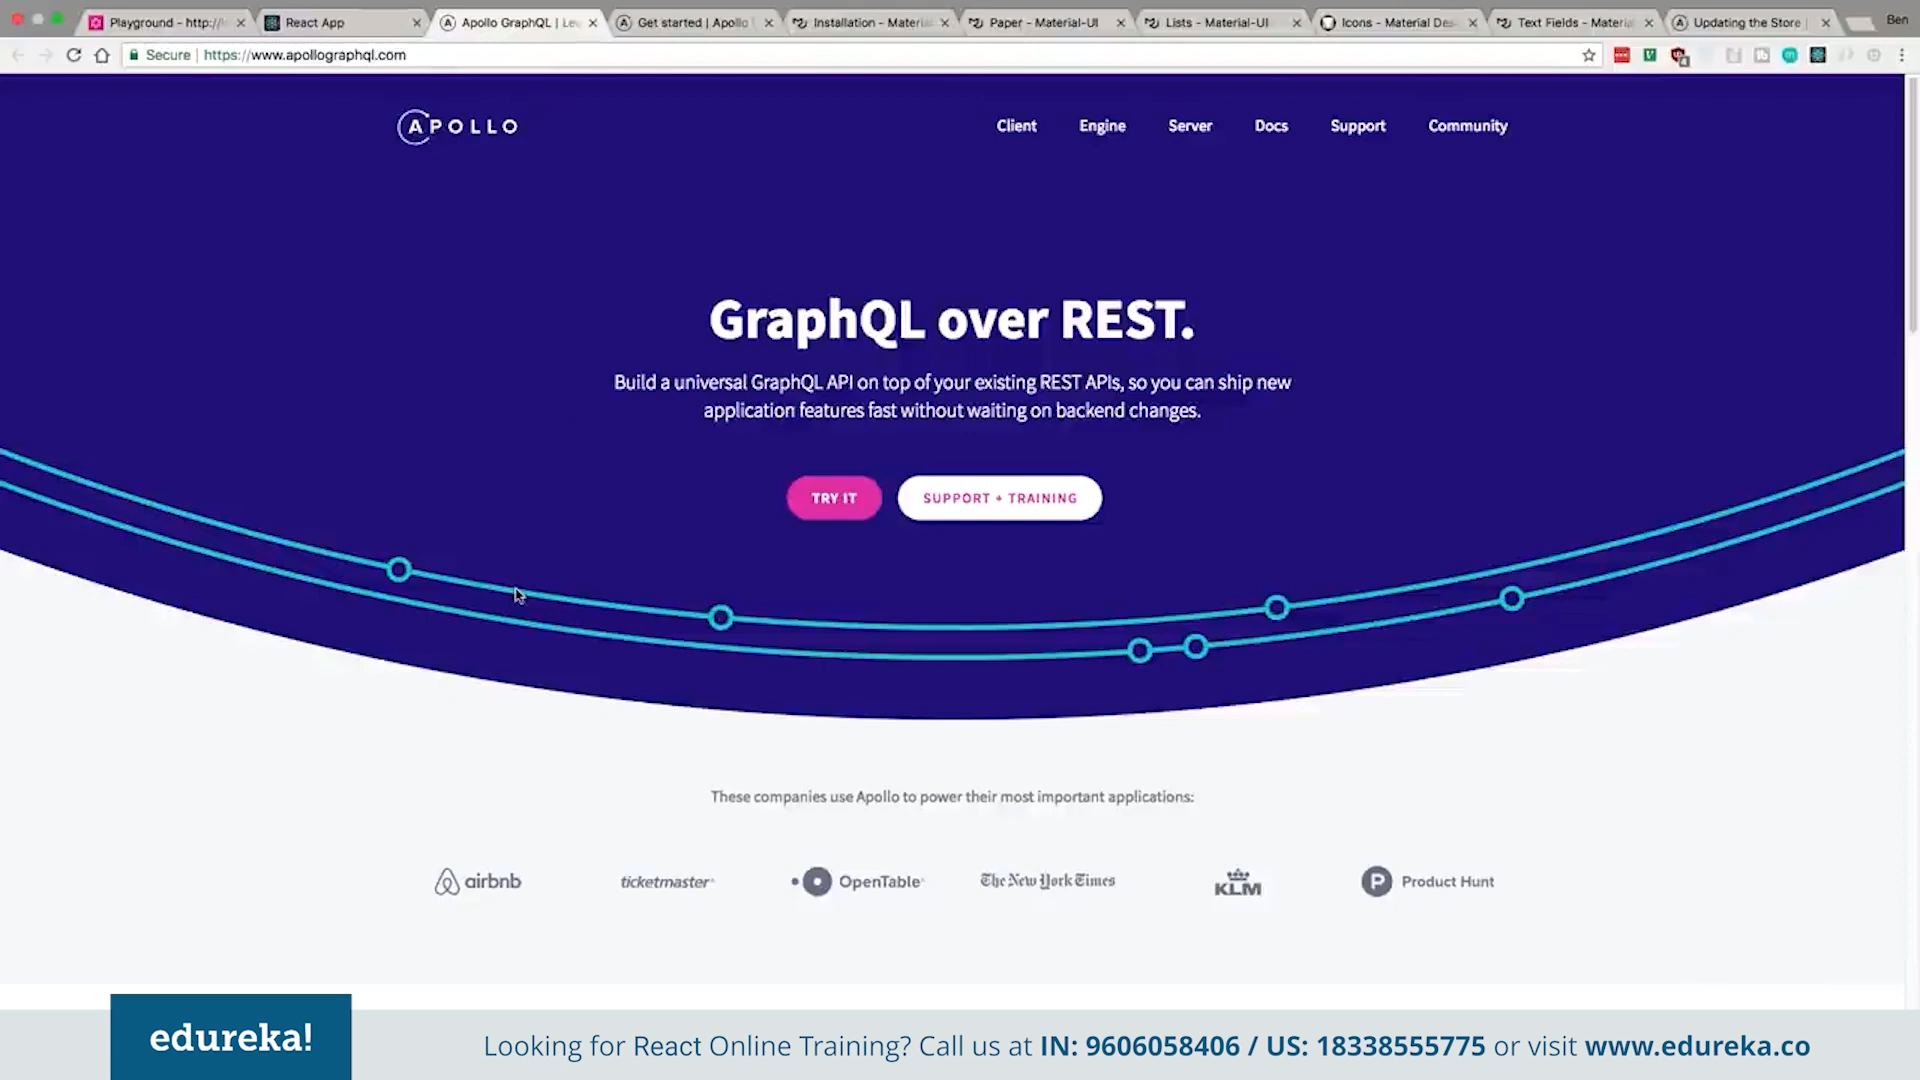 Playground - http://
React App
Apollo GraphQL | Lev
Get started | Apollo
Installation - Material
Paper - Material-UI
Lists - Material-UI
Icons - Material Des
Text Fields - Material
Updating the Store |
Ben
Secure | https://www.apollographql.com
APOLLO
Client
Engine
Server
Docs
Support
Community
GraphQL over REST.
Build a universal GraphQL API on top of your existing REST APIs, so you can ship new
application features fast without waiting on backend changes.
TRY IT
SUPPORT + TRAINING
These companies use Apollo to power their most important applications:
airbnb
ticketmaster
OpenTable
The New York Times
KLM
P Product Hunt
edureka!
Looking for React Online Training? Call us at IN: 9606058406 / US: 18338555775 or visit www.edureka.co